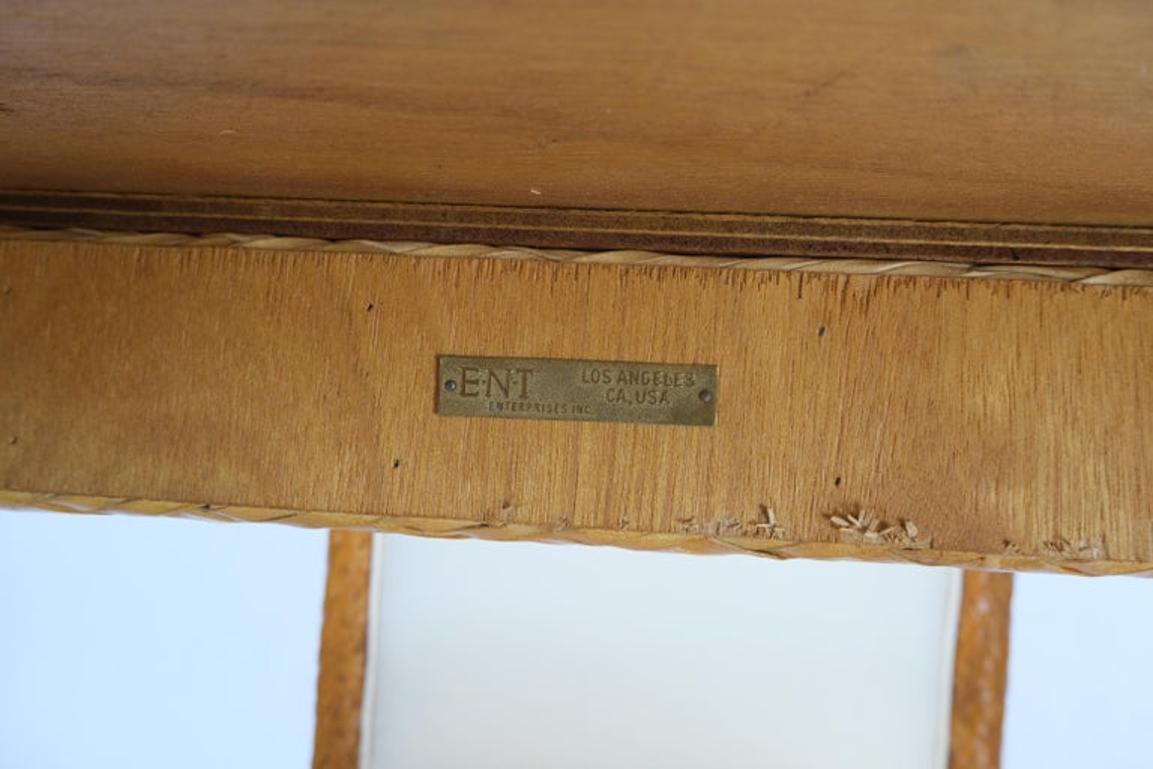 E·N·T
ENTERPRISES INC
LOS ANGELES
CA, USA